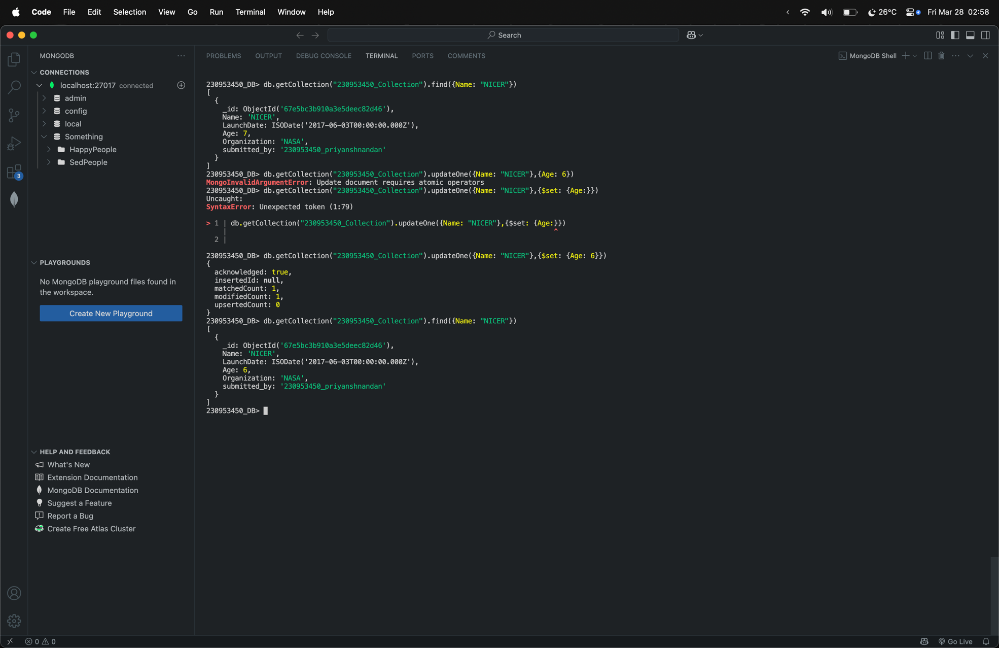 Code File Edit Selection View Go Run Terminal Window Help 26°C Fri Mar 28 02:58
Search
MONGODB
CONNECTIONS
localhost:27017 connected
admin
config
local
Something
HappyPeople
SedPeople
3
PLAYGROUNDS
No MongoDB playground files found in
the workspace.
Create New Playground
HELP AND FEEDBACK
What's New
Extension Documentation
MongoDB Documentation
Suggest a Feature
Report a Bug
Create Free Atlas Cluster
PROBLEMS OUTPUT DEBUG CONSOLE TERMINAL PORTS COMMENTS MongoDB Shell
230953450_DB> db.getCollection("230953450_Collection").find({Name: "NICER"})
[
  {
    _id: ObjectId('67e5bc3b910a3e5deec82d46'),
    Name: 'NICER',
    LaunchDate: ISODate('2017-06-03T00:00:00.000Z'),
    Age: 7,
    Organization: 'NASA',
    submitted_by: '230953450_priyanshnandan'
  }
]
230953450_DB> db.getCollection("230953450_Collection").updateOne({Name: "NICER"},{Age: 6})
MongoInvalidArgumentError: Update document requires atomic operators
230953450_DB> db.getCollection("230953450_Collection").updateOne({Name: "NICER"},{$set: {Age:}})
Uncaught:
SyntaxError: Unexpected token (1:79)
> 1 | db.getCollection("230953450_Collection").updateOne({Name: "NICER"},{$set: {Age:}})
    |                                                                                ^
  2 |
230953450_DB> db.getCollection("230953450_Collection").updateOne({Name: "NICER"},{$set: {Age: 6}})
{
  acknowledged: true,
  insertedId: null,
  matchedCount: 1,
  modifiedCount: 1,
  upsertedCount: 0
}
230953450_DB> db.getCollection("230953450_Collection").find({Name: "NICER"})
[
  {
    _id: ObjectId('67e5bc3b910a3e5deec82d46'),
    Name: 'NICER',
    LaunchDate: ISODate('2017-06-03T00:00:00.000Z'),
    Age: 6,
    Organization: 'NASA',
    submitted_by: '230953450_priyanshnandan'
  }
]
230953450_DB>
0 0 Go Live